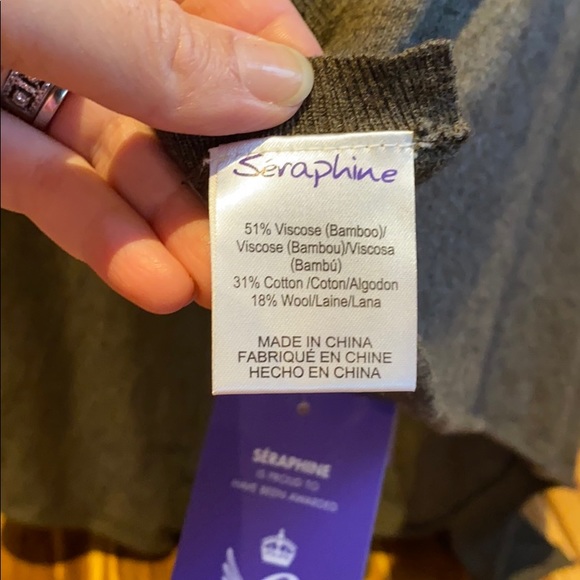 Séraphine
51% Viscose (Bamboo)/
Viscose (Bambou)/Viscosa
(Bambú)
31% Cotton /Coton/Algodon
18% Wool/Laine/Lana
MADE IN CHINA
FABRIQUÉ EN CHINE
HECHO EN CHINA
SÉRAPHINE
IS PROUD TO
HAVE BEEN AWARDED